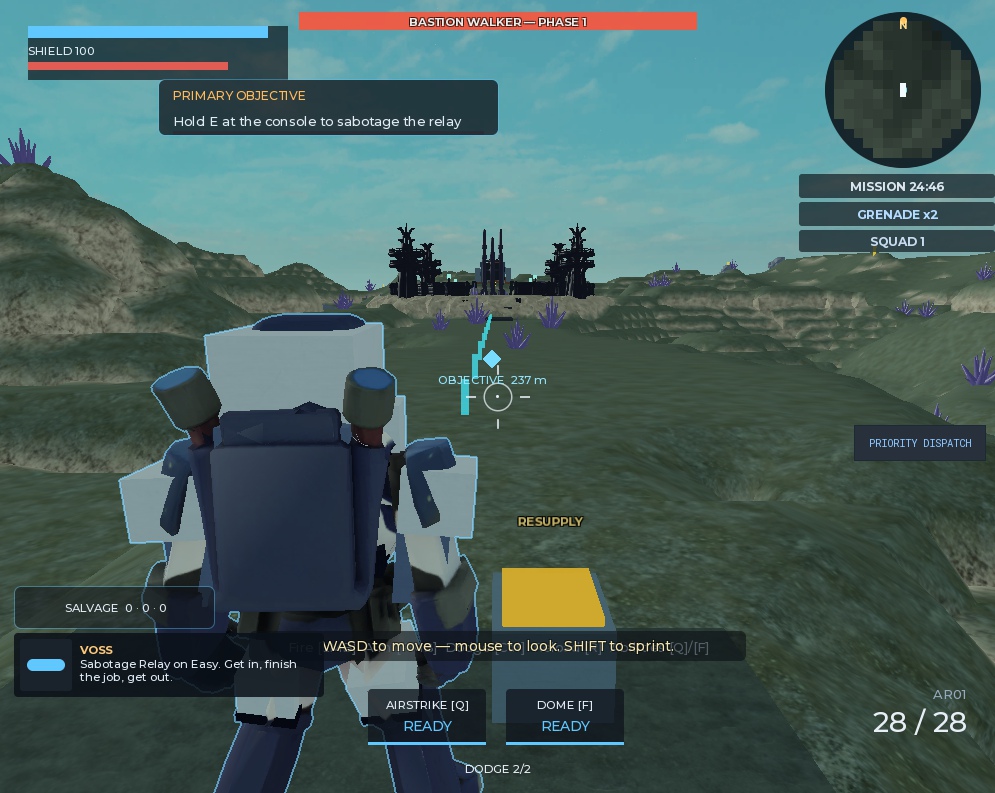 BASTION WALKER — PHASE 1
SHIELD 100
PRIMARY OBJECTIVE
Hold E at the console to sabotage the relay
N
MISSION 24:46
GRENADE x2
SQUAD 1
OBJECTIVE 237 m
PRIORITY DISPATCH
RESUPPLY
SALVAGE 0 · 0 · 0
WASD to move — mouse to look. SHIFT to sprint.
[Q]/[F]
VOSS
Sabotage Relay on Easy. Get in, finish
the job, get out.
AIRSTRIKE [Q]
READY
DOME [F]
READY
AR01
28 / 28
DODGE 2/2